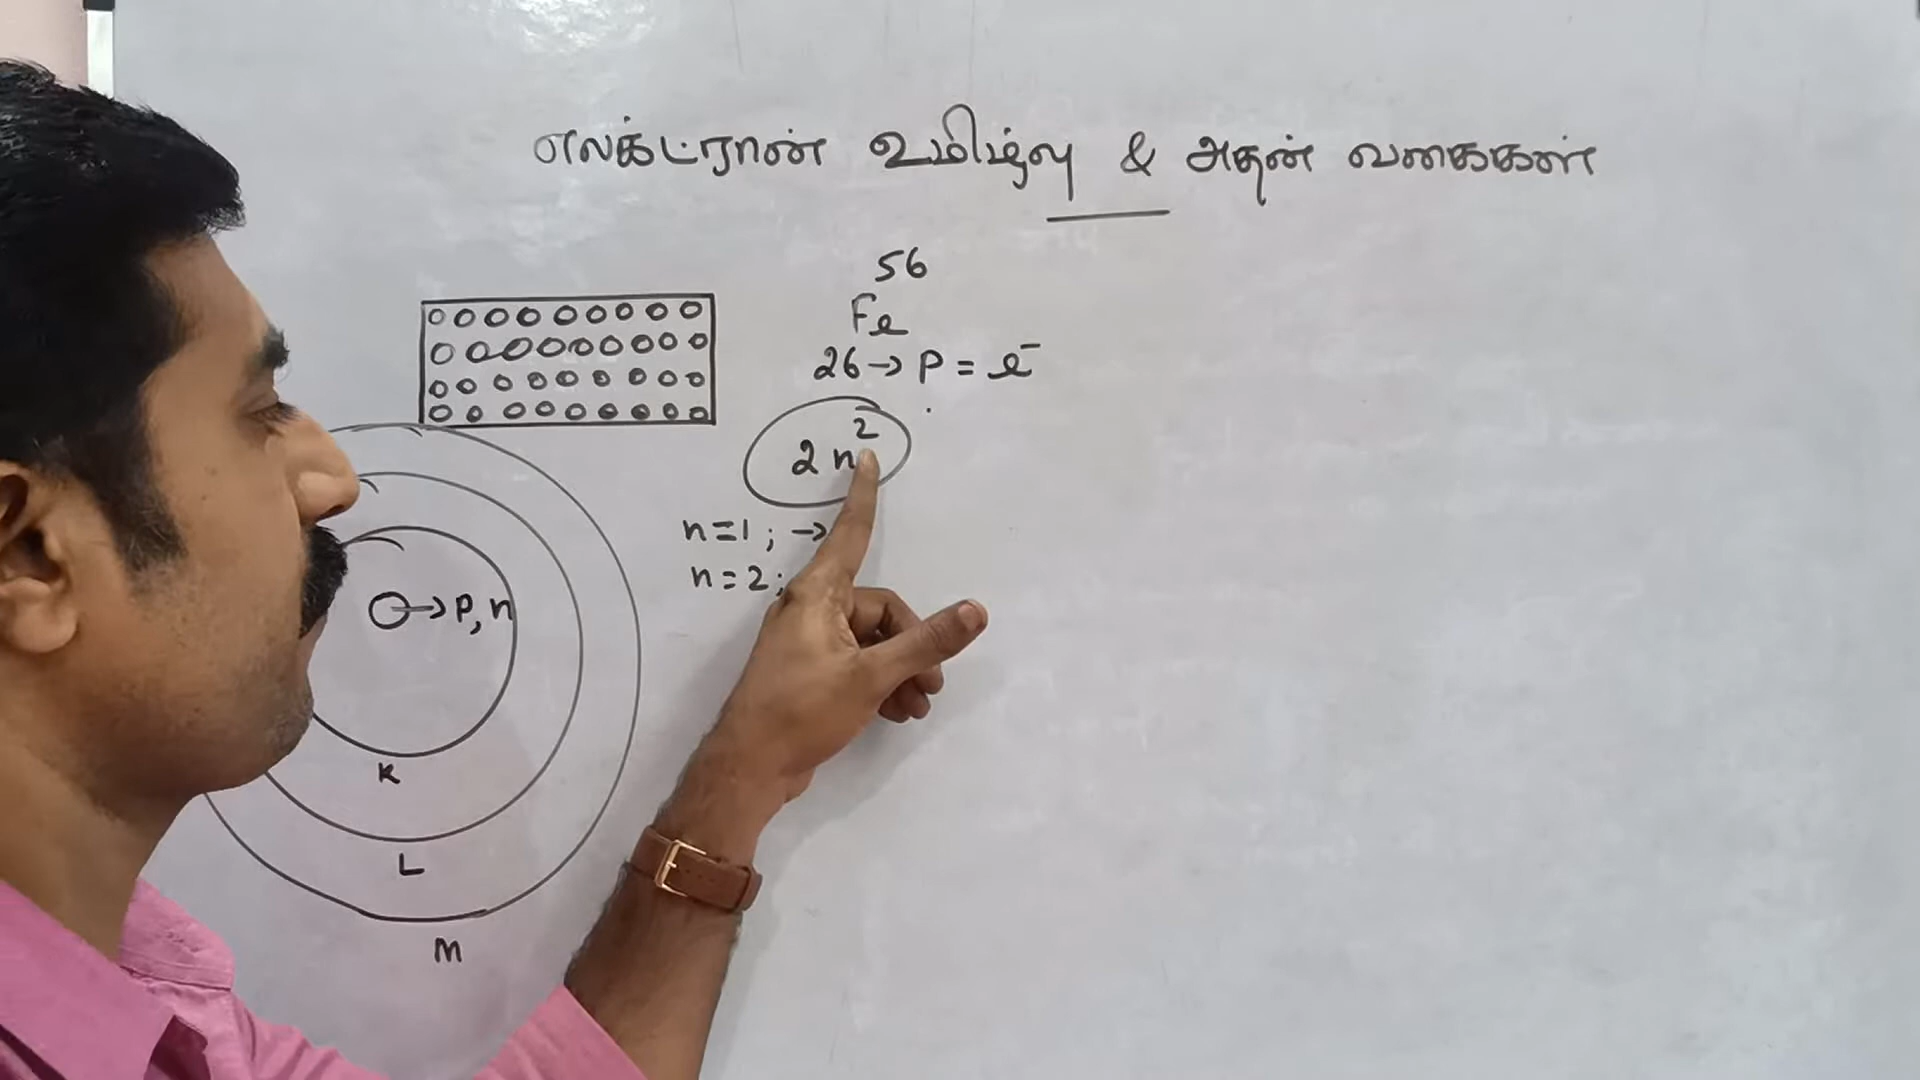 எலக்ட்ரான் உமிழ்வு & அதன் வகைகள்
56
Fe
26 → P = e⁻
2n²
n=1 ; →
n=2 ;
→ P, n
K
L
M